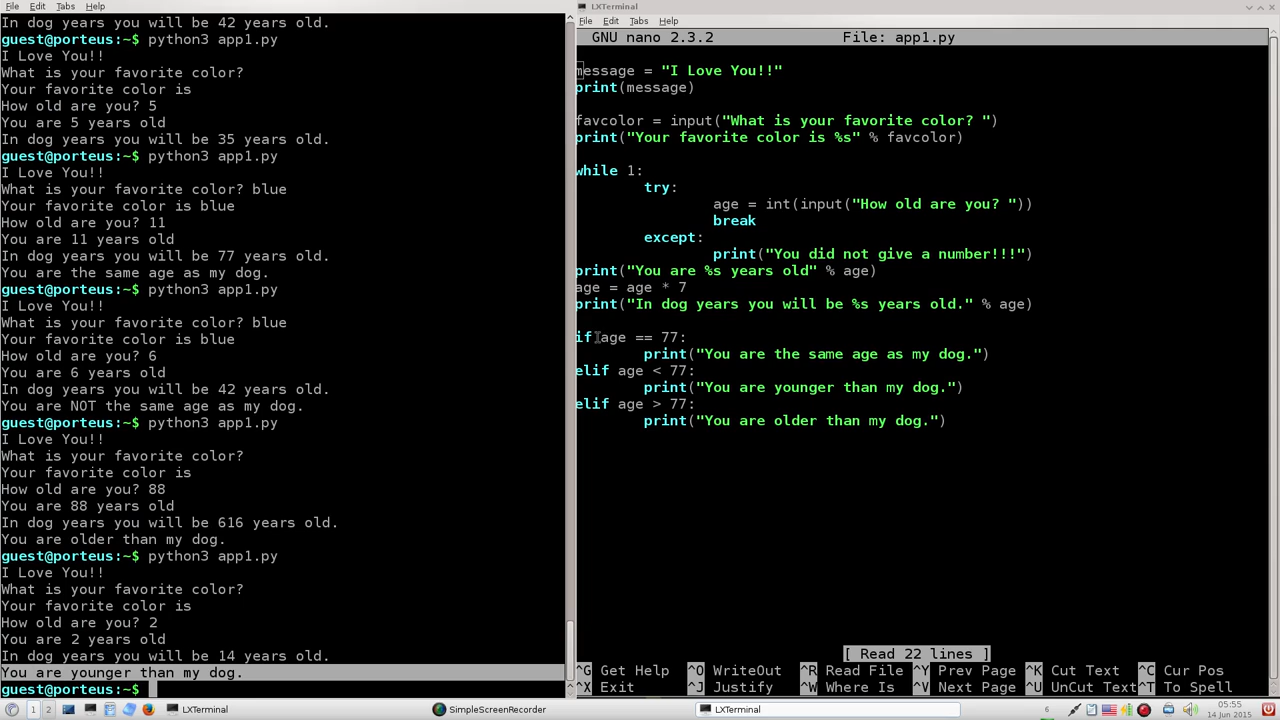 File Edit Tabs Help
In dog years you will be 42 years old.
guest@porteus:~$ python3 app1.py
I Love You!!
What is your favorite color?
Your favorite color is
How old are you? 5
You are 5 years old
In dog years you will be 35 years old.
guest@porteus:~$ python3 app1.py
I Love You!!
What is your favorite color? blue
Your favorite color is blue
How old are you? 11
You are 11 years old
In dog years you will be 77 years old.
You are the same age as my dog.
guest@porteus:~$ python3 app1.py
I Love You!!
What is your favorite color? blue
Your favorite color is blue
How old are you? 6
You are 6 years old
In dog years you will be 42 years old.
You are NOT the same age as my dog.
guest@porteus:~$ python3 app1.py
I Love You!!
What is your favorite color?
Your favorite color is
How old are you? 88
You are 88 years old
In dog years you will be 616 years old.
You are older than my dog.
guest@porteus:~$ python3 app1.py
I Love You!!
What is your favorite color?
Your favorite color is
How old are you? 2
You are 2 years old
In dog years you will be 14 years old.
You are younger than my dog.
guest@porteus:~$
LXTerminal
File Edit Tabs Help
GNU nano 2.3.2 File: app1.py
message = "I Love You!!"
print(message)
favcolor = input("What is your favorite color? ")
print("Your favorite color is %s" % favcolor)
while 1:
try:
age = int(input("How old are you? "))
break
except:
print("You did not give a number!!!")
print("You are %s years old" % age)
age = age * 7
print("In dog years you will be %s years old." % age)
if age == 77:
print("You are the same age as my dog.")
elif age < 77:
print("You are younger than my dog.")
elif age > 77:
print("You are older than my dog.")
[ Read 22 lines ]
^G Get Help ^O WriteOut ^R Read File ^Y Prev Page ^K Cut Text ^C Cur Pos
^X Exit ^J Justify ^W Where Is ^V Next Page ^U UnCut Text ^T To Spell
1 2 LXTerminal SimpleScreenRecorder LXTerminal 6 05:55
14 Jun 2015